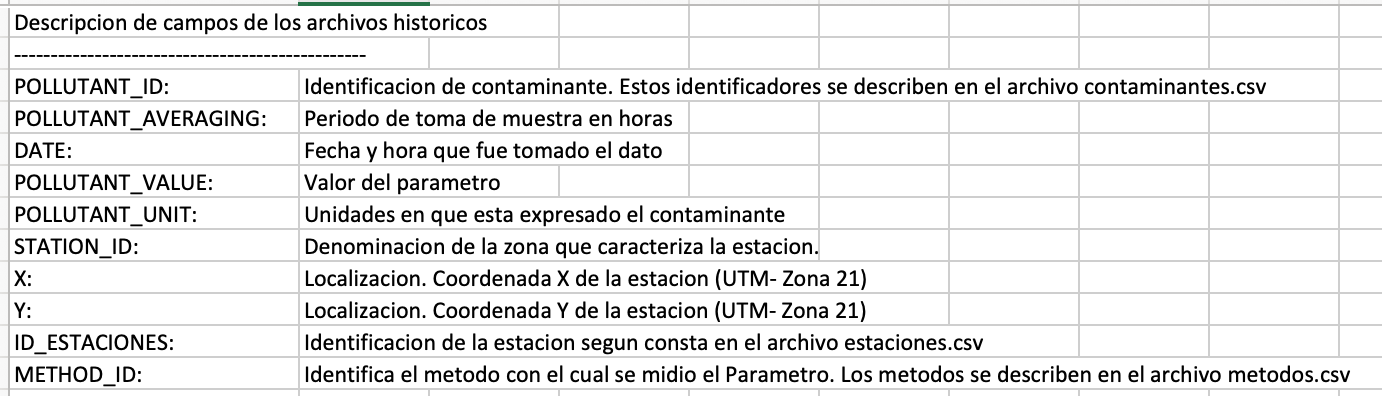 Descripcion de campos de los archivos historicos
------------------------------------------------
POLLUTANT_ID: Identificacion de contaminante. Estos identificadores se describen en el archivo contaminantes.csv
POLLUTANT_AVERAGING: Periodo de toma de muestra en horas
DATE: Fecha y hora que fue tomado el dato
POLLUTANT_VALUE: Valor del parametro
POLLUTANT_UNIT: Unidades en que esta expresado el contaminante
STATION_ID: Denominacion de la zona que caracteriza la estacion.
X: Localizacion. Coordenada X de la estacion (UTM- Zona 21)
Y: Localizacion. Coordenada Y de la estacion (UTM- Zona 21)
ID_ESTACIONES: Identificacion de la estacion segun consta en el archivo estaciones.csv
METHOD_ID: Identifica el metodo con el cual se midio el Parametro. Los metodos se describen en el archivo metodos.csv